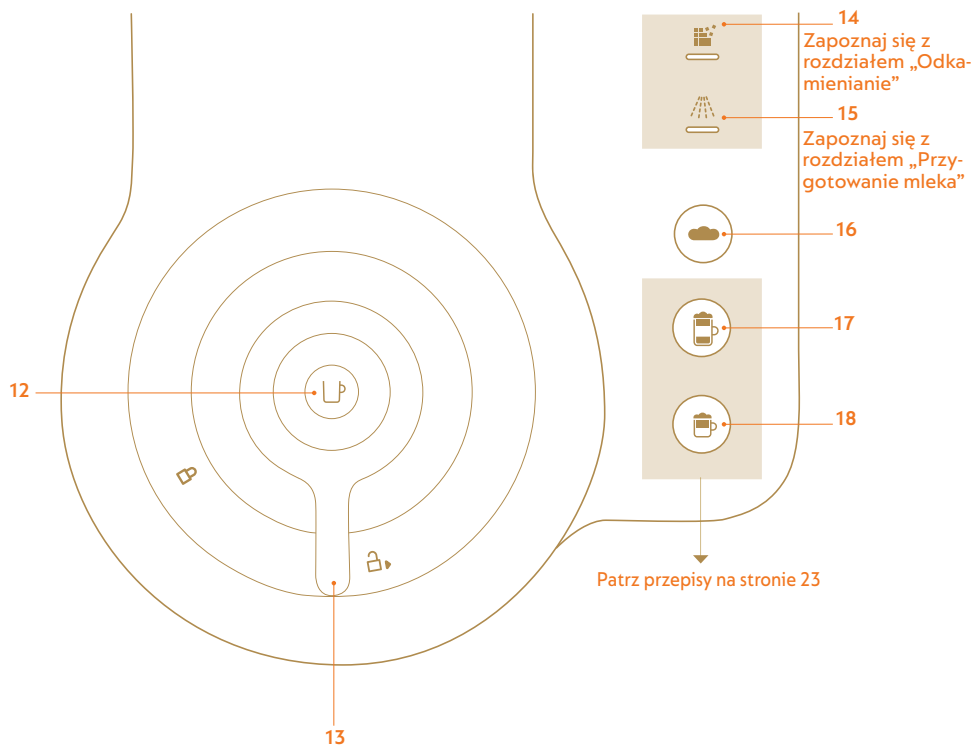 14
Zapoznaj się z
rozdziałem „Odka-
mienianie”
15
Zapoznaj się z
rozdziałem „Przy-
gotowanie mleka”
16
17
12
18
Patrz przepisy na stronie 23
13